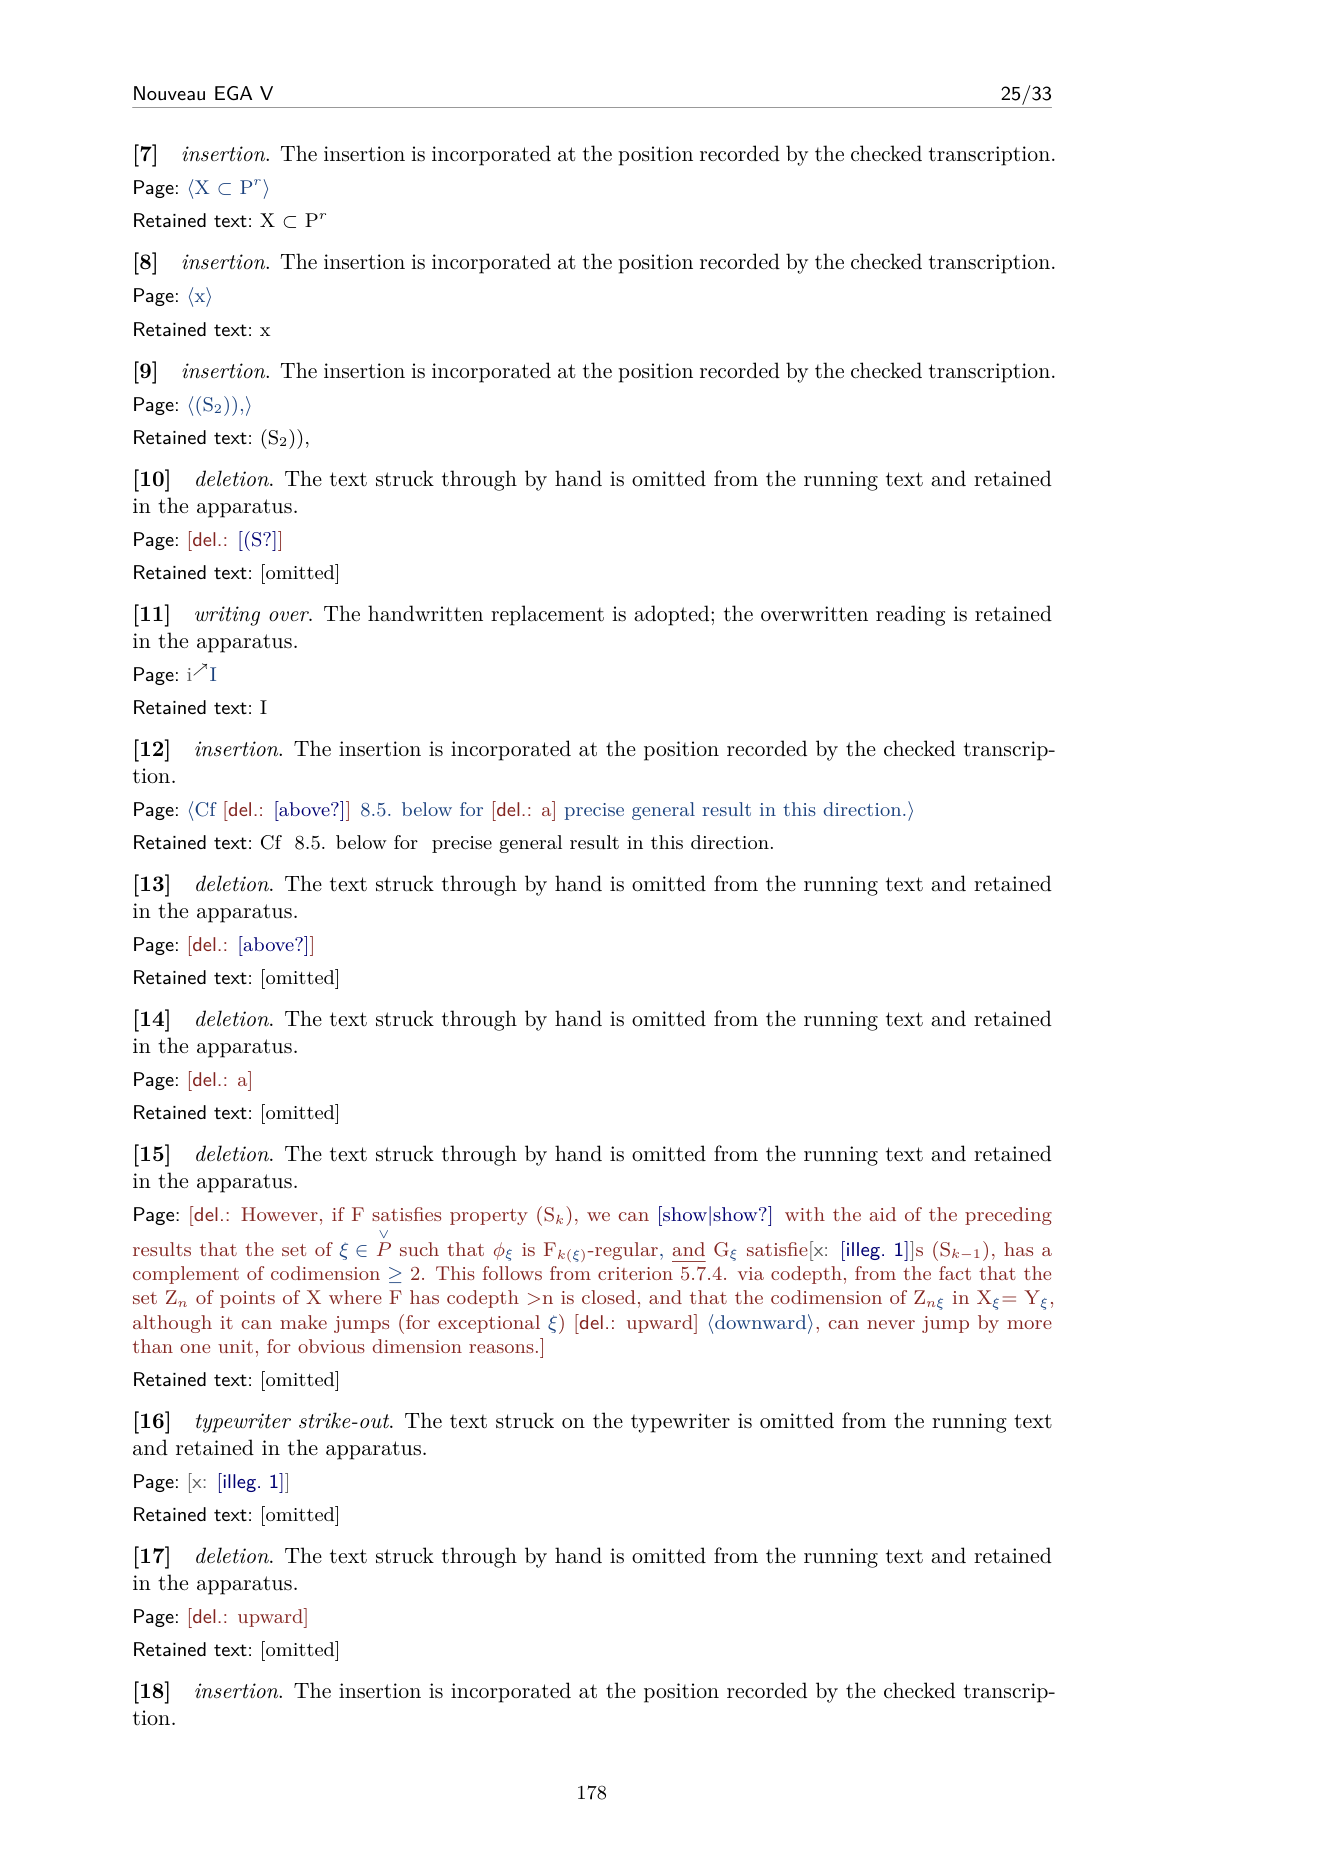 Nouveau EGA V 25/33
[7] insertion. The insertion is incorporated at the position recorded by the checked transcription.
Page: ⟨X ⊂ Pʳ⟩
Retained text: X ⊂ Pʳ
[8] insertion. The insertion is incorporated at the position recorded by the checked transcription.
Page: ⟨x⟩
Retained text: x
[9] insertion. The insertion is incorporated at the position recorded by the checked transcription.
Page: ⟨(S₂)),⟩
Retained text: (S₂)),
[10] deletion. The text struck through by hand is omitted from the running text and retained
in the apparatus.
Page: [del.: [(S?]]
Retained text: [omitted]
[11] writing over. The handwritten replacement is adopted; the overwritten reading is retained
in the apparatus.
Page: i↗I
Retained text: I
[12] insertion. The insertion is incorporated at the position recorded by the checked transcrip-
tion.
Page: ⟨Cf [del.: [above?]] 8.5. below for [del.: a] precise general result in this direction.⟩
Retained text: Cf 8.5. below for precise general result in this direction.
[13] deletion. The text struck through by hand is omitted from the running text and retained
in the apparatus.
Page: [del.: [above?]]
Retained text: [omitted]
[14] deletion. The text struck through by hand is omitted from the running text and retained
in the apparatus.
Page: [del.: a]
Retained text: [omitted]
[15] deletion. The text struck through by hand is omitted from the running text and retained
in the apparatus.
Page: [del.: However, if F satisfies property (Sₖ), we can [show|show?] with the aid of the preceding
results that the set of ξ ∈ P̌ such that ϕ_ξ is F_{k(ξ)}-regular, and G_ξ satisfie[x: [illeg. 1]]s (Sₖ₋₁), has a
complement of codimension ≥ 2. This follows from criterion 5.7.4. via codepth, from the fact that the
set Zₙ of points of X where F has codepth >n is closed, and that the codimension of Z_{nξ} in X_ξ= Y_ξ,
although it can make jumps (for exceptional ξ) [del.: upward] ⟨downward⟩, can never jump by more
than one unit, for obvious dimension reasons.]
Retained text: [omitted]
[16] typewriter strike-out. The text struck on the typewriter is omitted from the running text
and retained in the apparatus.
Page: [x: [illeg. 1]]
Retained text: [omitted]
[17] deletion. The text struck through by hand is omitted from the running text and retained
in the apparatus.
Page: [del.: upward]
Retained text: [omitted]
[18] insertion. The insertion is incorporated at the position recorded by the checked transcrip-
tion.
178